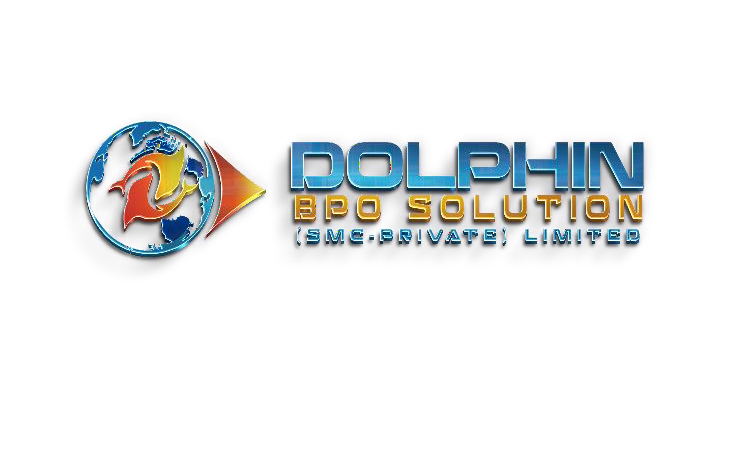 DOLPHIN
BPO SOLUTION
(SMC-PRIVATE) LIMITED